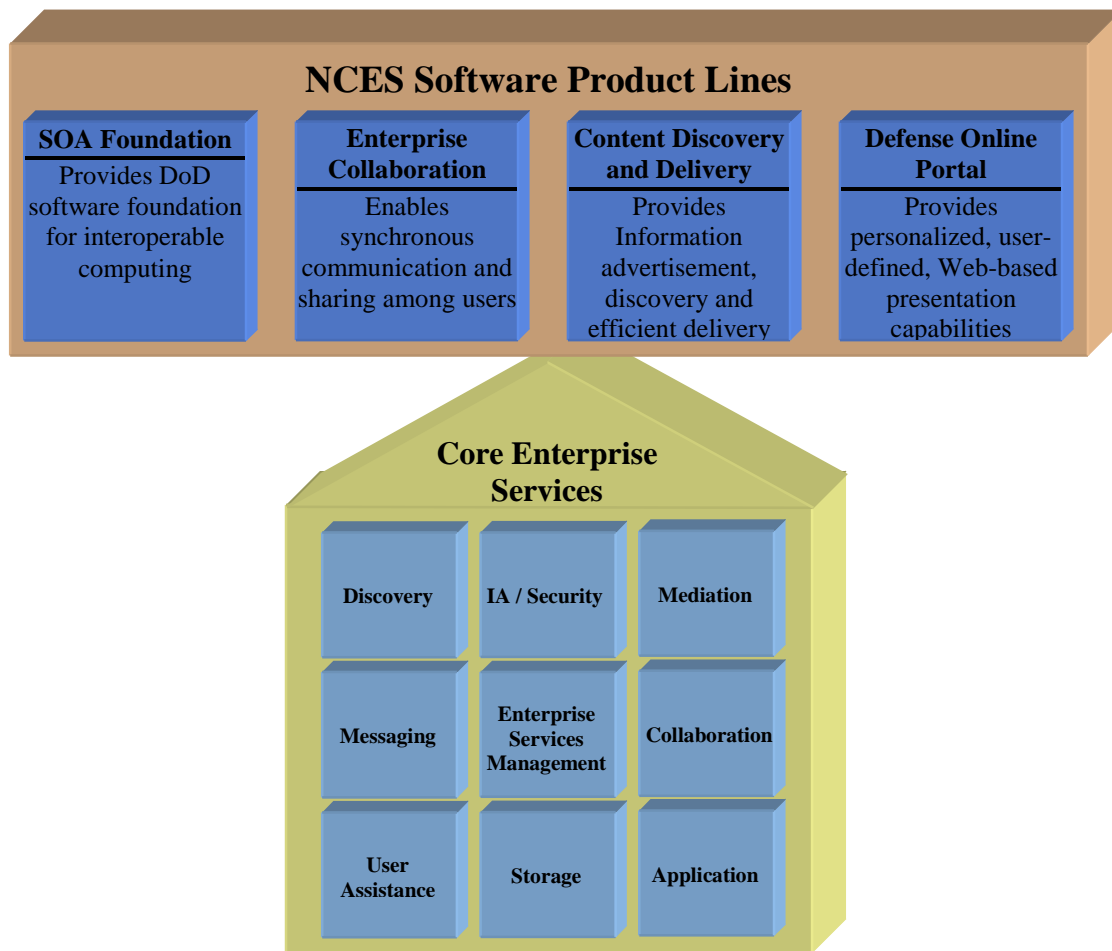 NCES Software Product Lines
SOA Foundation
Provides DoD
software foundation
for interoperable
computing
Enterprise
Collaboration
Enables
synchronous
communication and
sharing among users
Content Discovery
and Delivery
Provides
Information
advertisement,
discovery and
efficient delivery
Defense Online
Portal
Provides
personalized, user-
defined, Web-based
presentation
capabilities
Core Enterprise
Services
Discovery
IA / Security
Mediation
Messaging
Enterprise
Services
Management
Collaboration
User
Assistance
Storage
Application